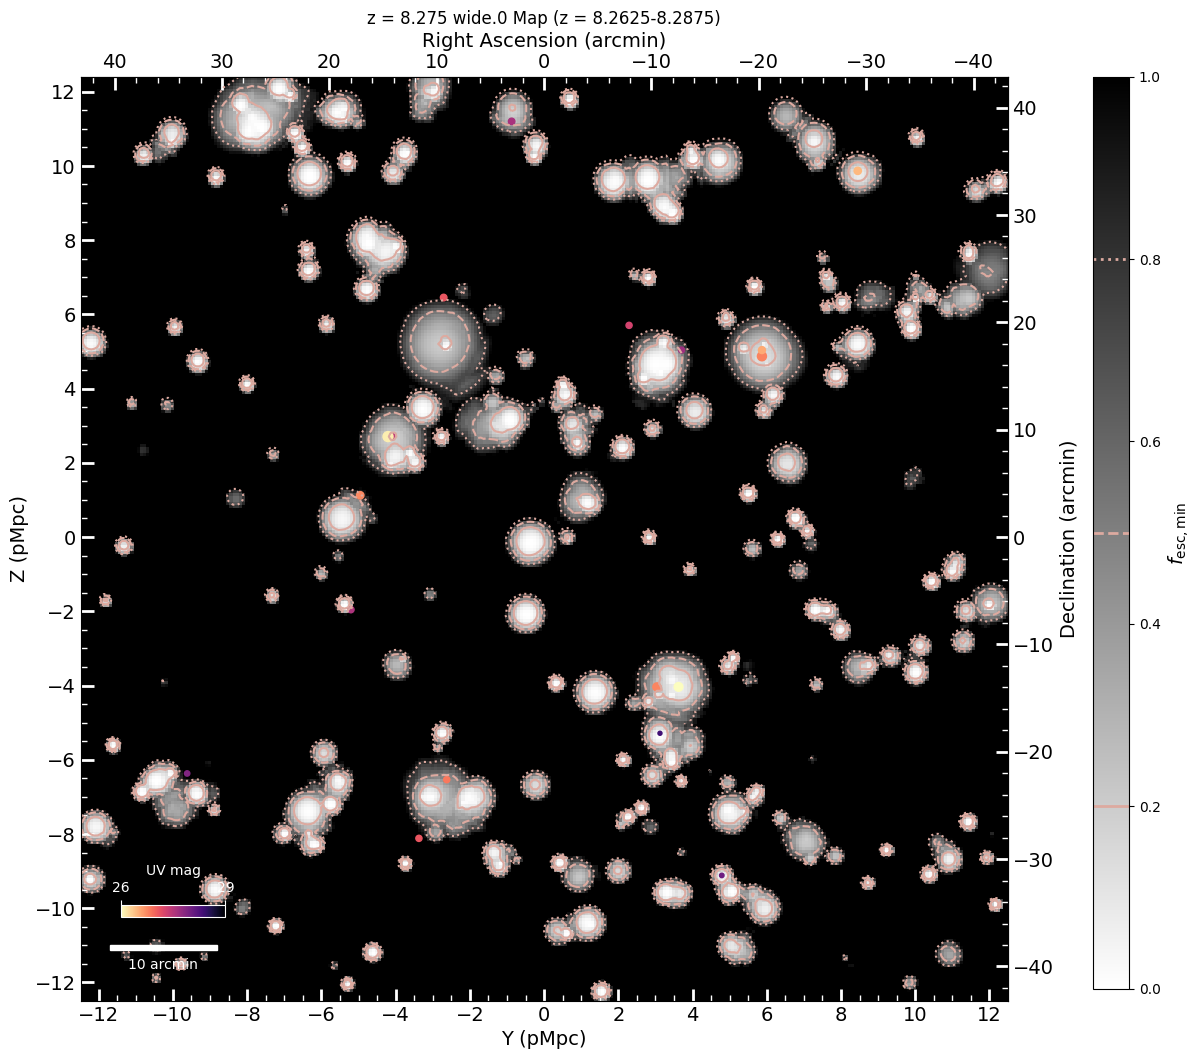 z = 8.275 wide.0 Map (z = 8.2625-8.2875)
Right Ascension (arcmin)
40 30 20 10 0 −10 −20 −30 −40
12 10 8 6 4 2 0 −2 −4 −6 −8 −10 −12
Z (pMpc)
40 30 20 10 0 −10 −20 −30 −40
Declination (arcmin)
1.0 0.8 0.6 0.4 0.2 0.0
fesc,min
UV mag
26 29
10 arcmin
−12 −10 −8 −6 −4 −2 0 2 4 6 8 10 12
Y (pMpc)